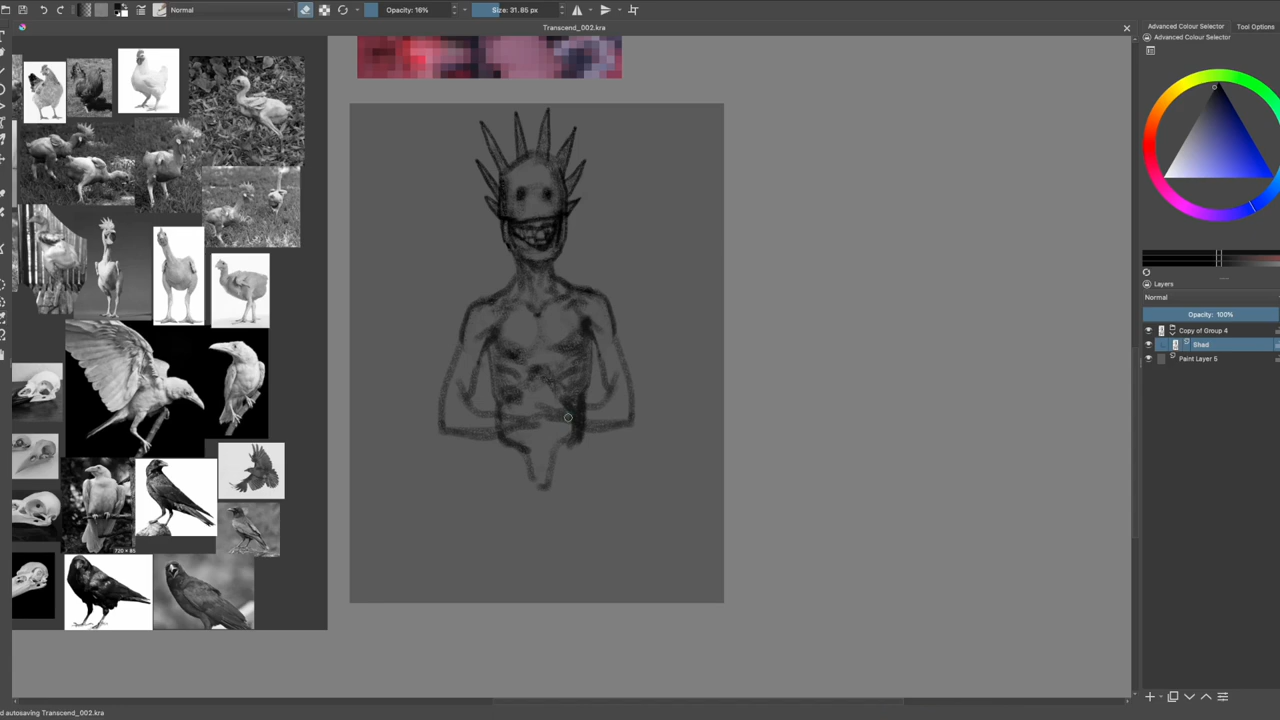 Normal
Opacity: 16%
Size: 31.85 px
Transcend_002.kra
Advanced Colour Selector
Tool Options
Advanced Colour Selector
Layers
Normal
Opacity: 100%
Copy of Group 4
Shad
Paint Layer 5
d autosaving Transcend_002.kra